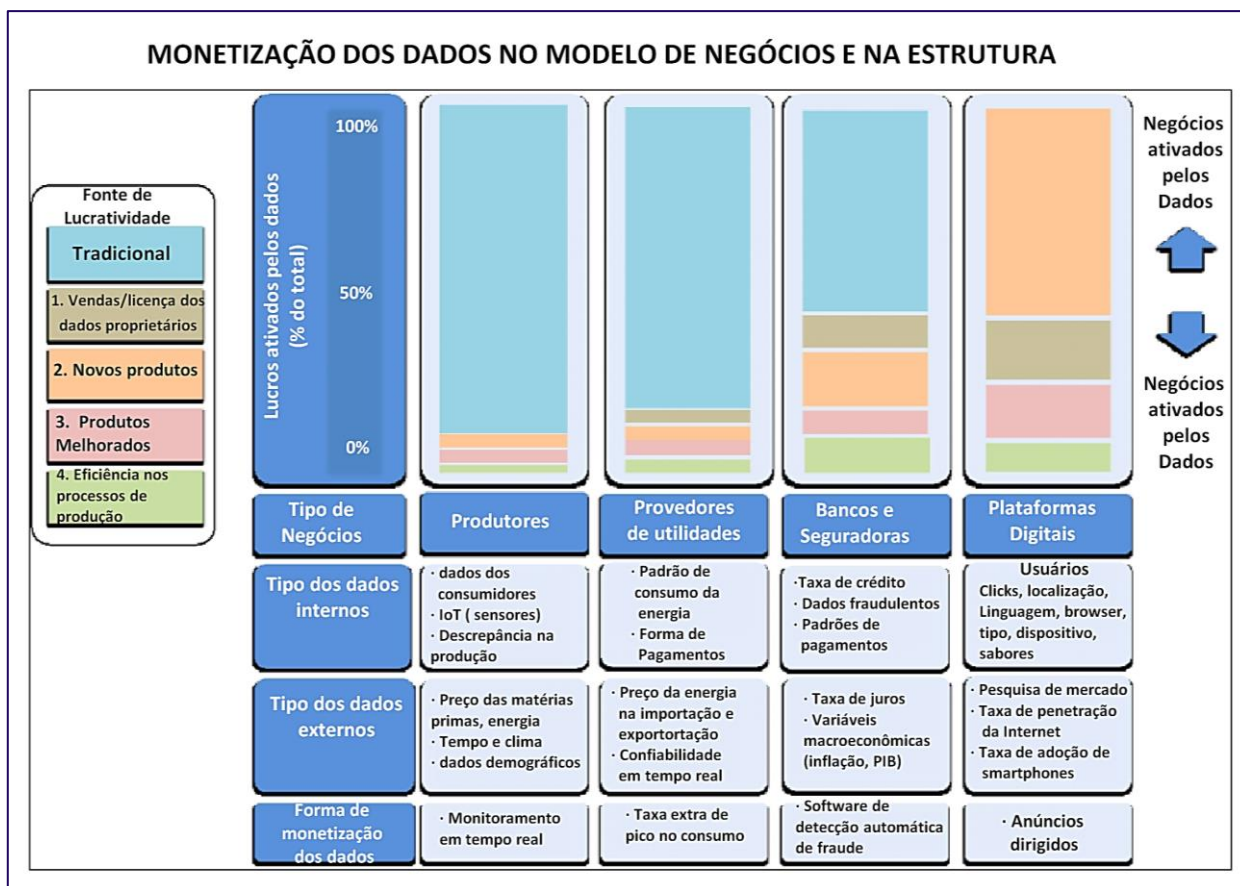 MONETIZAÇÃO DOS DADOS NO MODELO DE NEGÓCIOS E NA ESTRUTURA
Fonte de
Lucratividade
Tradicional
1. Vendas/licença dos
dados proprietários
2. Novos produtos
3. Produtos
Melhorados
4. Eficiência nos
processos de
produção
Lucros ativados pelos dados
(% do total)
100%
50%
0%
Negócios
ativados
pelos
Dados
Negócios
ativados
pelos
Dados
Tipo de
Negócios
Produtores
Provedores
de utilidades
Bancos e
Seguradoras
Plataformas
Digitais
Tipo dos dados
internos
· dados dos
consumidores
· IoT ( sensores)
· Descrepância na
produção
· Padrão de
consumo da
energia
· Forma de
Pagamentos
·Taxa de crédito
· Dados fraudulentos
· Padrões de
pagamentos
Usuários
Clicks, localização,
Linguagem, browser,
tipo, dispositivo,
sabores
Tipo dos dados
externos
· Preço das matérias
primas, energia
· Tempo e clima
· dados demográficos
· Preço da energia
na importação e
exportortação
· Confiabilidade
em tempo real
· Taxa de juros
· Variáveis
macroeconômicas
(inflação, PIB)
· Pesquisa de mercado
· Taxa de penetração
da Internet
· Taxa de adoção de
smartphones
Forma de
monetização
dos dados
· Monitoramento
em tempo real
· Taxa extra de
pico no consumo
· Software de
detecção automática
de fraude
· Anúncios
dirigidos